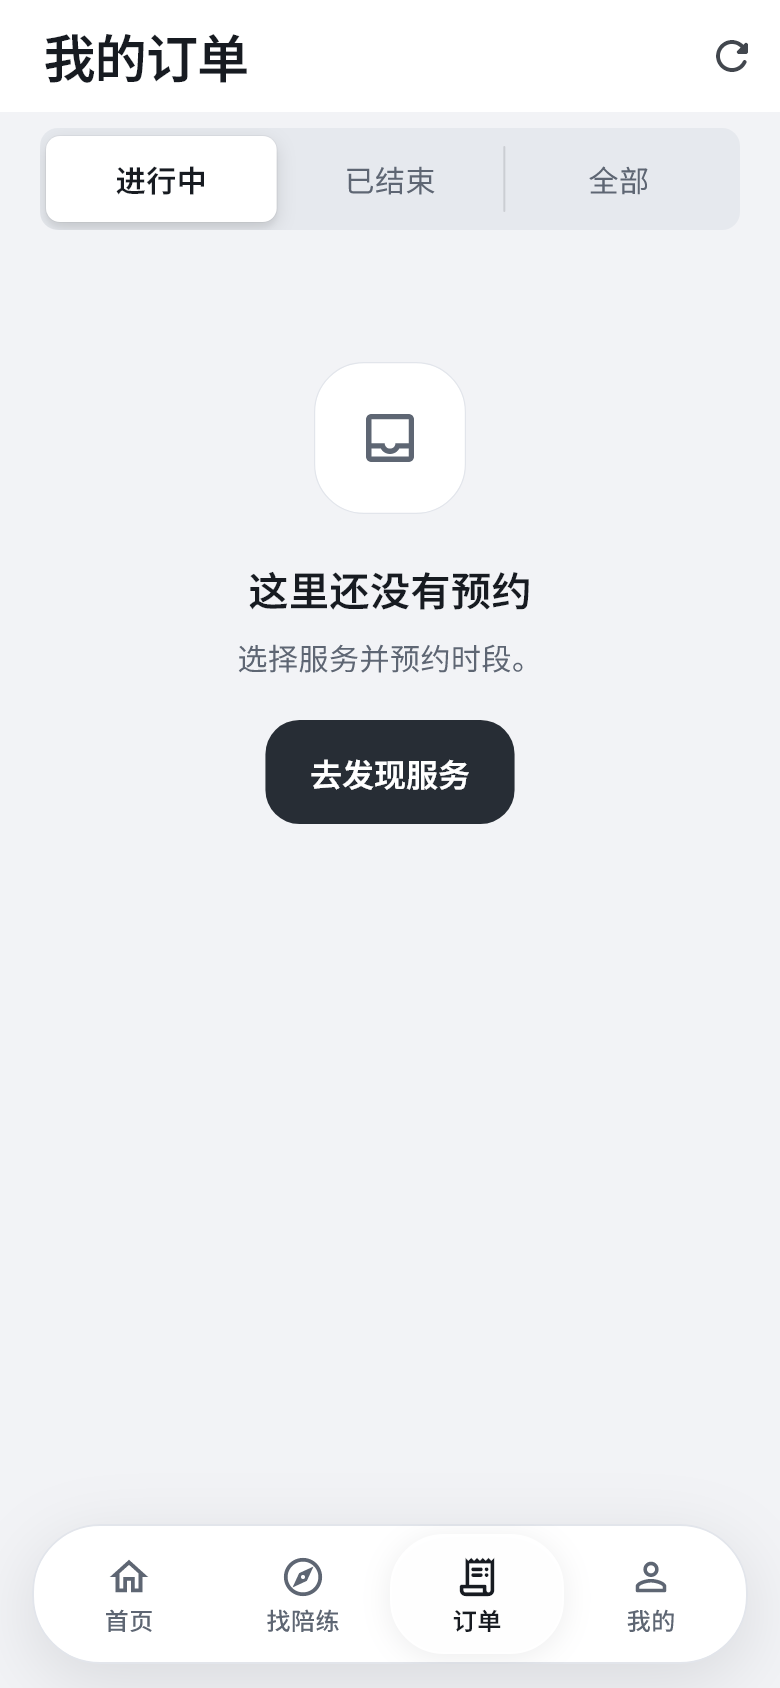 我的订单
进行中
已结束
全部
这里还没有预约
选择服务并预约时段。
去发现服务
首页
找陪练
订单
我的